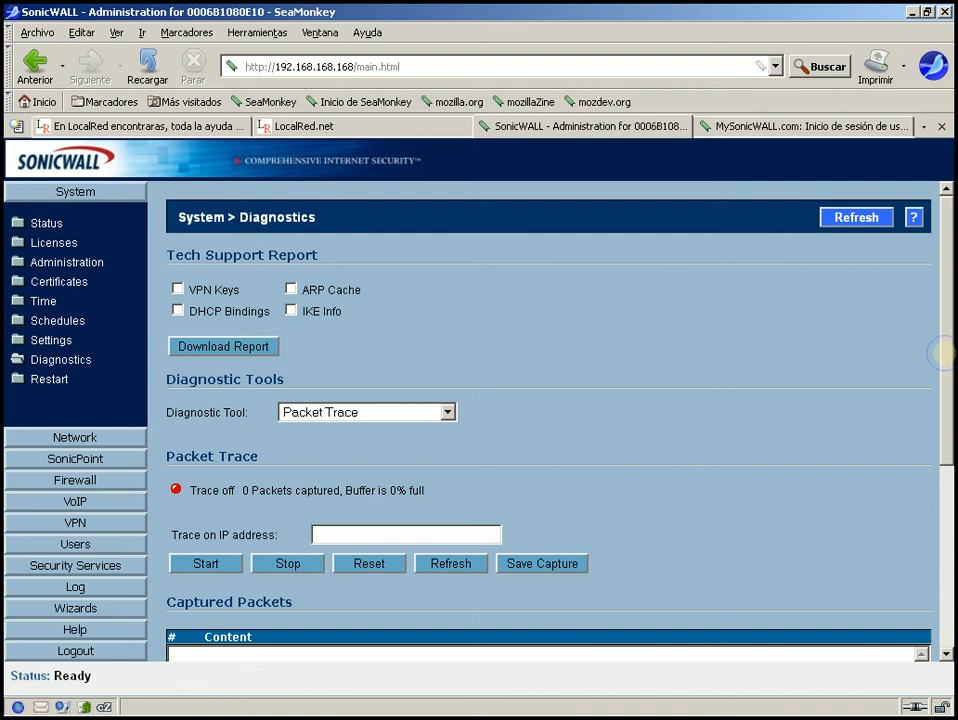 SonicWALL - Administration for 0006B1080E10 - SeaMonkey
Archivo Editar Ver Ir Marcadores Herramientas Ventana Ayuda
Anterior Siguiente Recargar Parar http://192.168.168.168/main.html Buscar Imprimir
Inicio Marcadores Más visitados SeaMonkey Inicio de SeaMonkey mozilla.org mozillaZine mozdev.org
En LocalRed encontraras, toda la ayuda ... LocalRed.net SonicWALL - Administration for 0006B108... MySonicWALL.com: Inicio de sesión de us...
SONICWALL COMPREHENSIVE INTERNET SECURITY™
System
Status
Licenses
Administration
Certificates
Time
Schedules
Settings
Diagnostics
Restart
Network
SonicPoint
Firewall
VoIP
VPN
Users
Security Services
Log
Wizards
Help
Logout
System > Diagnostics Refresh ?
Tech Support Report
VPN Keys ARP Cache
DHCP Bindings IKE Info
Download Report
Diagnostic Tools
Diagnostic Tool: Packet Trace
Packet Trace
Trace off 0 Packets captured, Buffer is 0% full
Trace on IP address:
Start Stop Reset Refresh Save Capture
Captured Packets
# Content
Status: Ready